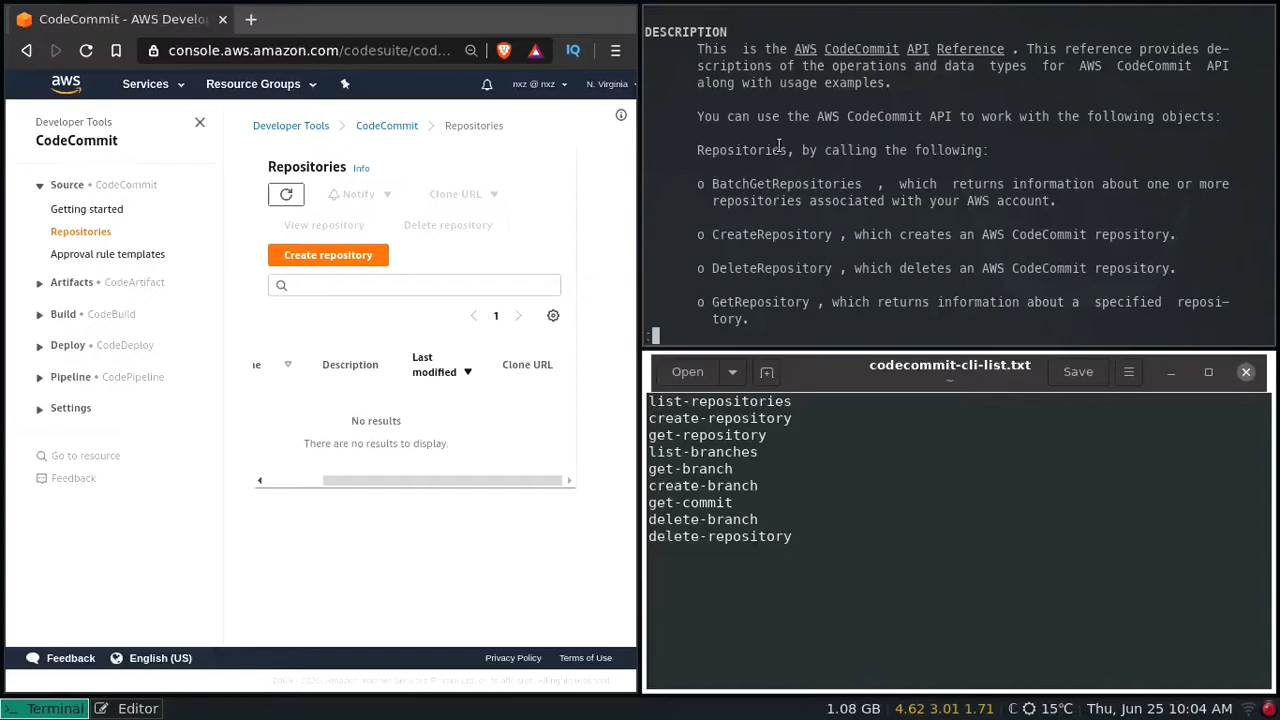 CodeCommit - AWS Develo
console.aws.amazon.com/codesuite/cod...
IQ
aws
Services
Resource Groups
nxz @ nxz
N. Virginia
Developer Tools
CodeCommit
Source • CodeCommit
Getting started
Repositories
Approval rule templates
Artifacts • CodeArtifact
Build • CodeBuild
Deploy • CodeDeploy
Pipeline • CodePipeline
Settings
Go to resource
Feedback
Developer Tools
CodeCommit
Repositories
Repositories Info
Notify
Clone URL
View repository
Delete repository
Create repository
1
ne
Description
Last
modified
Clone URL
No results
There are no results to display.
Feedback
English (US)
Privacy Policy
Terms of Use
DESCRIPTION
This is the AWS CodeCommit API Reference . This reference provides de-
scriptions of the operations and data types for AWS CodeCommit API
along with usage examples.
You can use the AWS CodeCommit API to work with the following objects:
Repositories, by calling the following:
o BatchGetRepositories , which returns information about one or more
repositories associated with your AWS account.
o CreateRepository , which creates an AWS CodeCommit repository.
o DeleteRepository , which deletes an AWS CodeCommit repository.
o GetRepository , which returns information about a specified reposi-
tory.
:
Open
codecommit-cli-list.txt
~
Save
list-repositories
create-repository
get-repository
list-branches
get-branch
create-branch
get-commit
delete-branch
delete-repository
Terminal
Editor
1.08 GB
4.62 3.01 1.71
15℃
Thu, Jun 25 10:04 AM